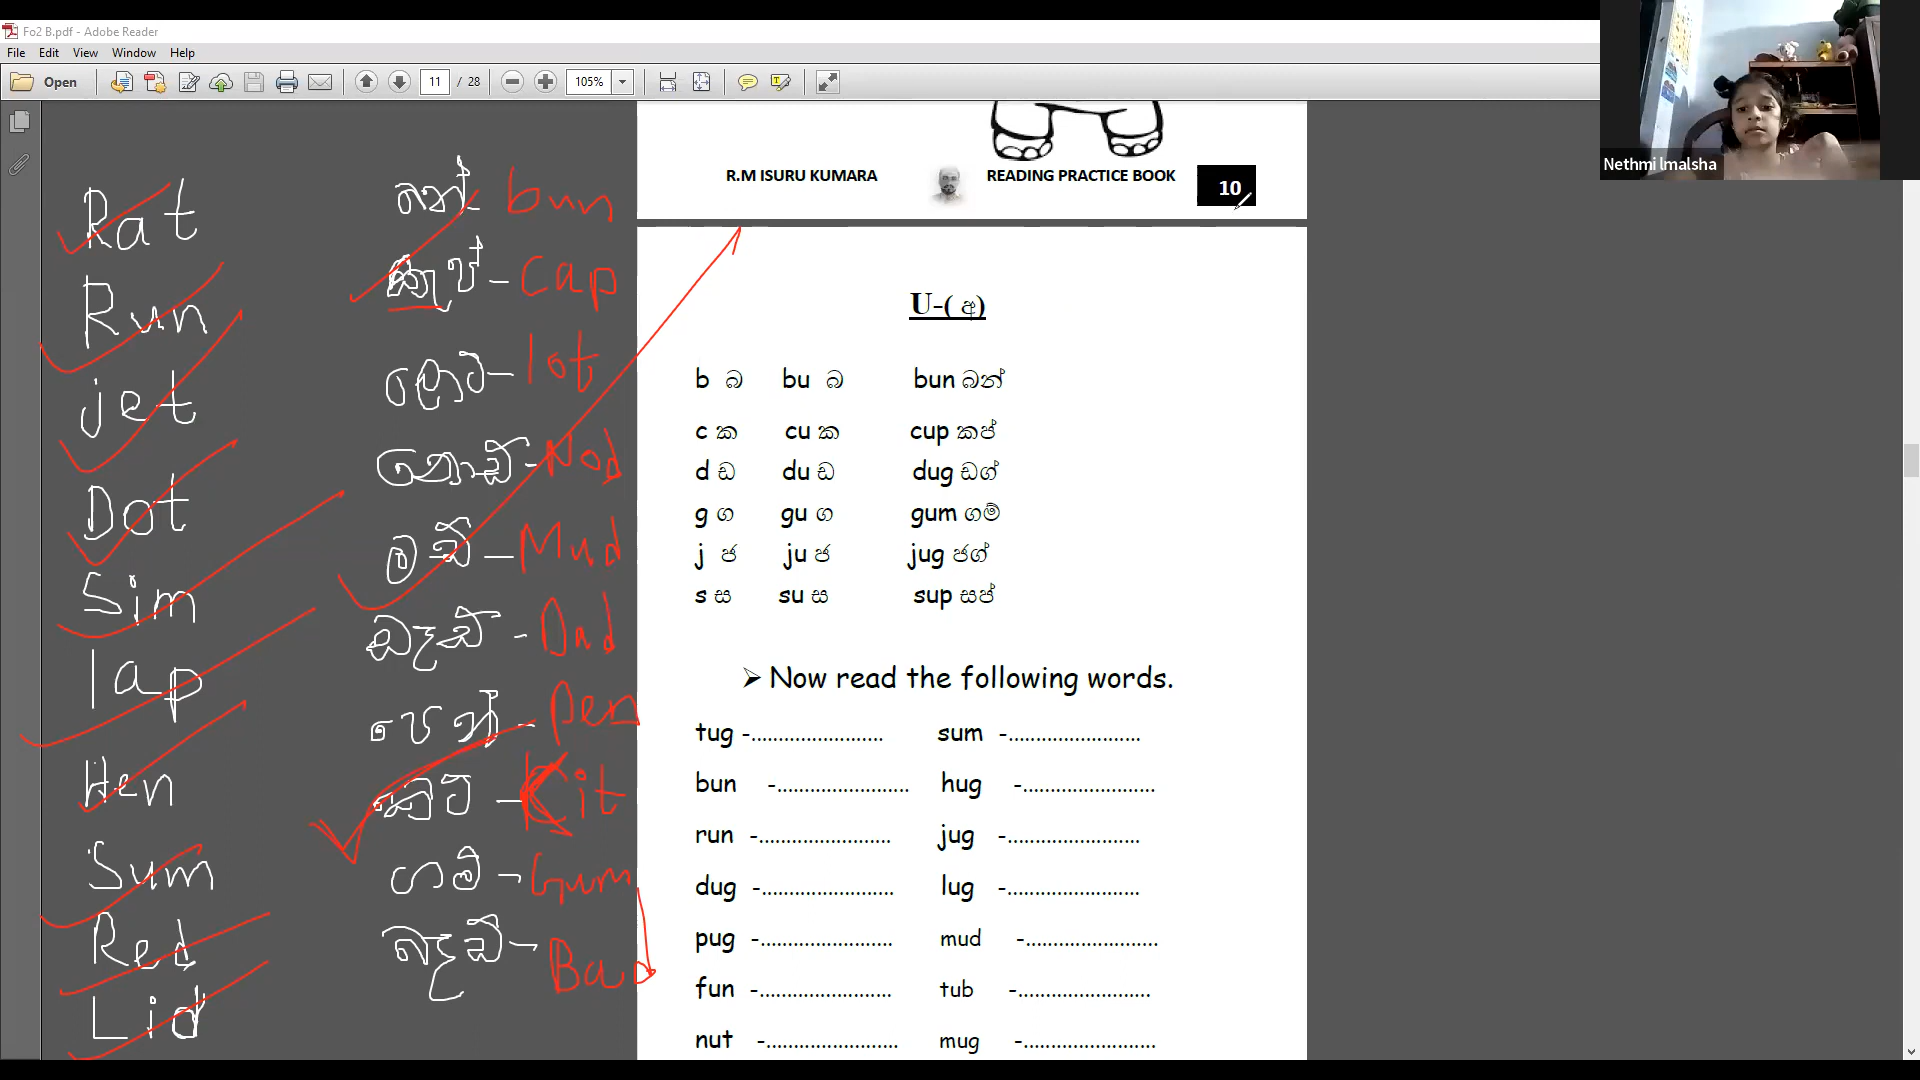 Fo2 B.pdf - Adobe Reader
File Edit View Window Help
Open 11 / 28 105%
Nethmi lmalsha
R.M ISURU KUMARA READING PRACTICE BOOK 10
Rat
Run
jet
Dot
Sim
lap
Hen
Sum
Red
Lid
බන් - bun
කැප් - Cap
ලොට් - lot
නොඩ් - Nod
මඩ් - Mud
ඩැඩ් - Dad
පෙන් - Pen
කිට් - Kit
ගම් - Gum
බැඩ් - Bad
U-( අ)
b බ bu බ bun බන්
c ක cu ක cup කප්
d ඩ du ඩ dug ඩග්
g ග gu ග gum ගම්
j ජ ju ජ jug ජග්
s ස su ස sup සප්
➢ Now read the following words.
tug -........................ sum -........................
bun -........................ hug -........................
run -........................ jug -........................
dug -........................ lug -........................
pug -........................ mud -........................
fun -........................ tub -........................
nut -........................ mug -........................